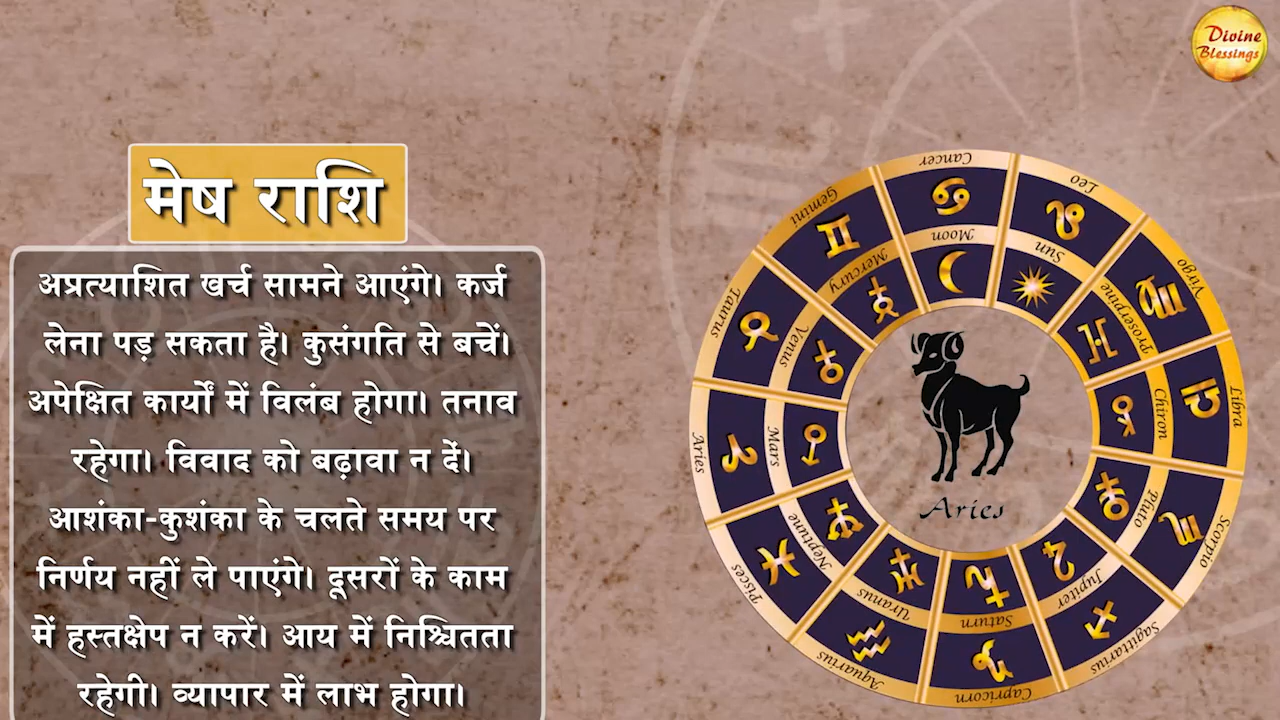 Divine
Blessings
मेष राशि
अप्रत्याशित खर्च सामने आएंगे। कर्ज
लेना पड़ सकता है। कुसंगति से बचें।
अपेक्षित कार्यों में विलंब होगा। तनाव
रहेगा। विवाद को बढ़ावा न दें।
आशंका-कुशंका के चलते समय पर
निर्णय नहीं ले पाएंगे। दूसरों के काम
में हस्तक्षेप न करें। आय में निश्चितता
रहेगी। व्यापार में लाभ होगा।
Cancer
Leo
Virgo
Libra
Scorpio
Sagittarius
Capricorn
Aquarius
Pisces
Aries
Taurus
Gemini
Moon
Sun
Proserpine
Chiron
Pluto
Jupiter
Saturn
Uranus
Neptune
Mars
Venus
Mercury
Aries